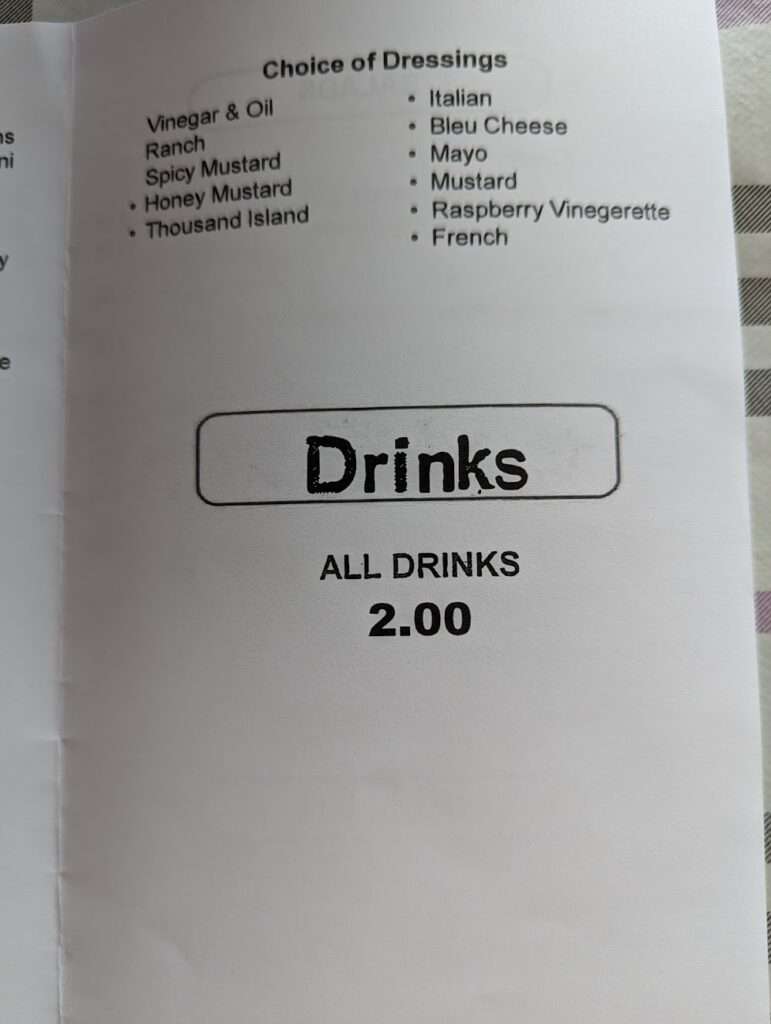 Choice of Dressings
Vinegar & Oil
Ranch
Spicy Mustard
• Honey Mustard
• Thousand Island
• Italian
• Bleu Cheese
• Mayo
• Mustard
• Raspberry Vinegerette
• French
Drinks
ALL DRINKS
2.00